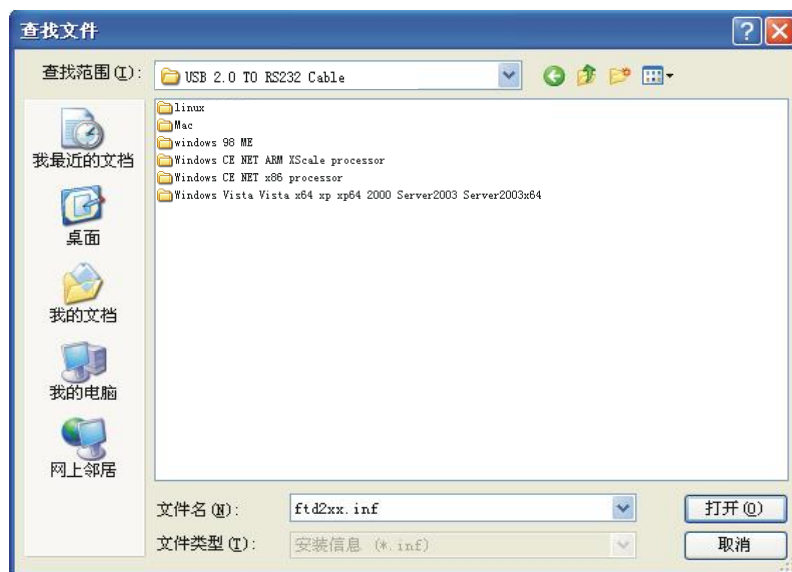 查找文件
查找范围(I):
USB 2.0 TO RS232 Cable
linux
Mac
windows 98 ME
Windows CE NET ARM XScale processor
Windows CE NET x86 processor
Windows Vista Vista x64 xp xp64 2000 Server2003 Server2003x64
我最近的文档
桌面
我的文档
我的电脑
网上邻居
文件名(N):
ftd2xx.inf
打开(O)
文件类型(T):
安装信息 (*.inf)
取消